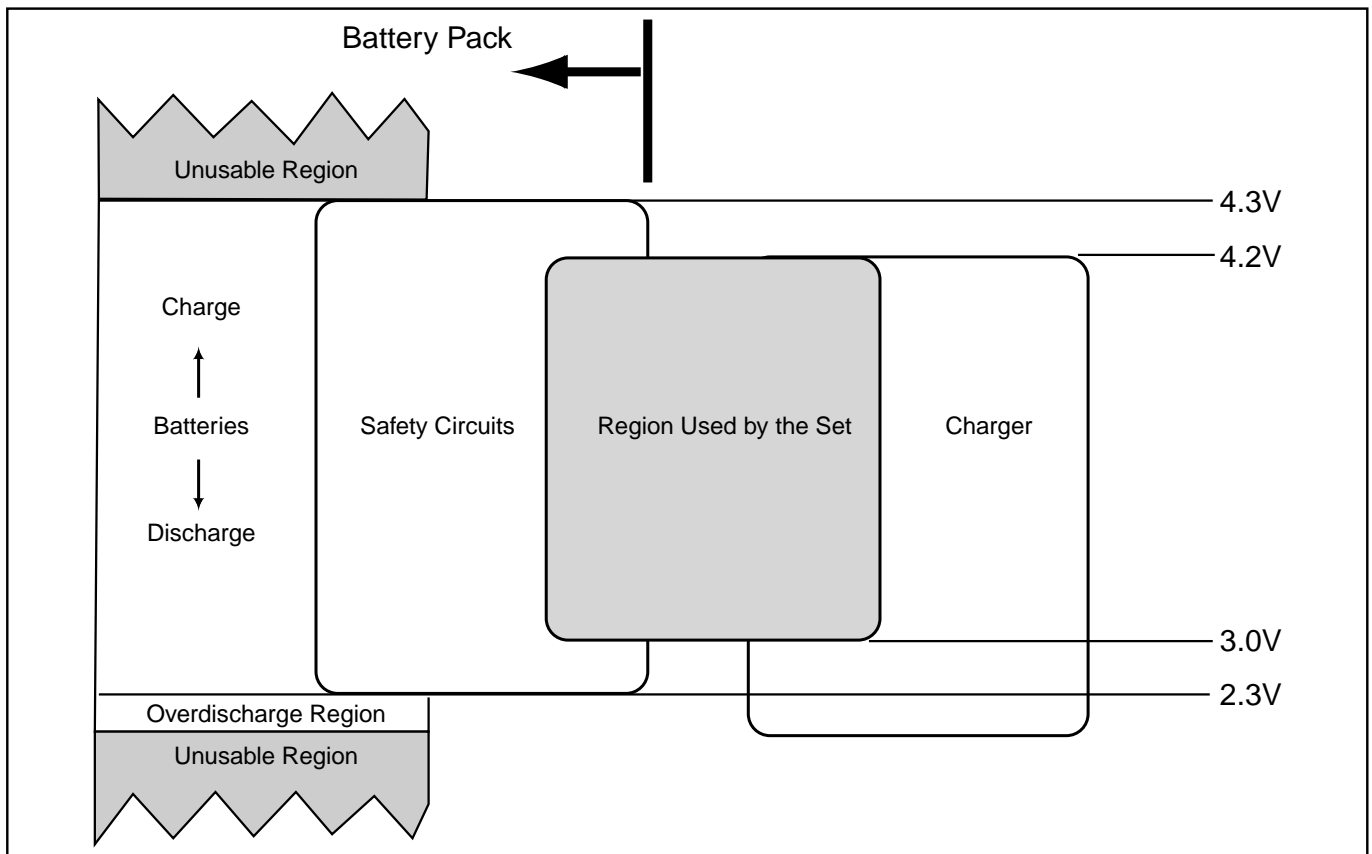 Battery Pack
Unusable Region
4.3V
4.2V
Charge
Batteries
Safety Circuits
Region Used by the Set
Charger
Discharge
3.0V
2.3V
Overdischarge Region
Unusable Region